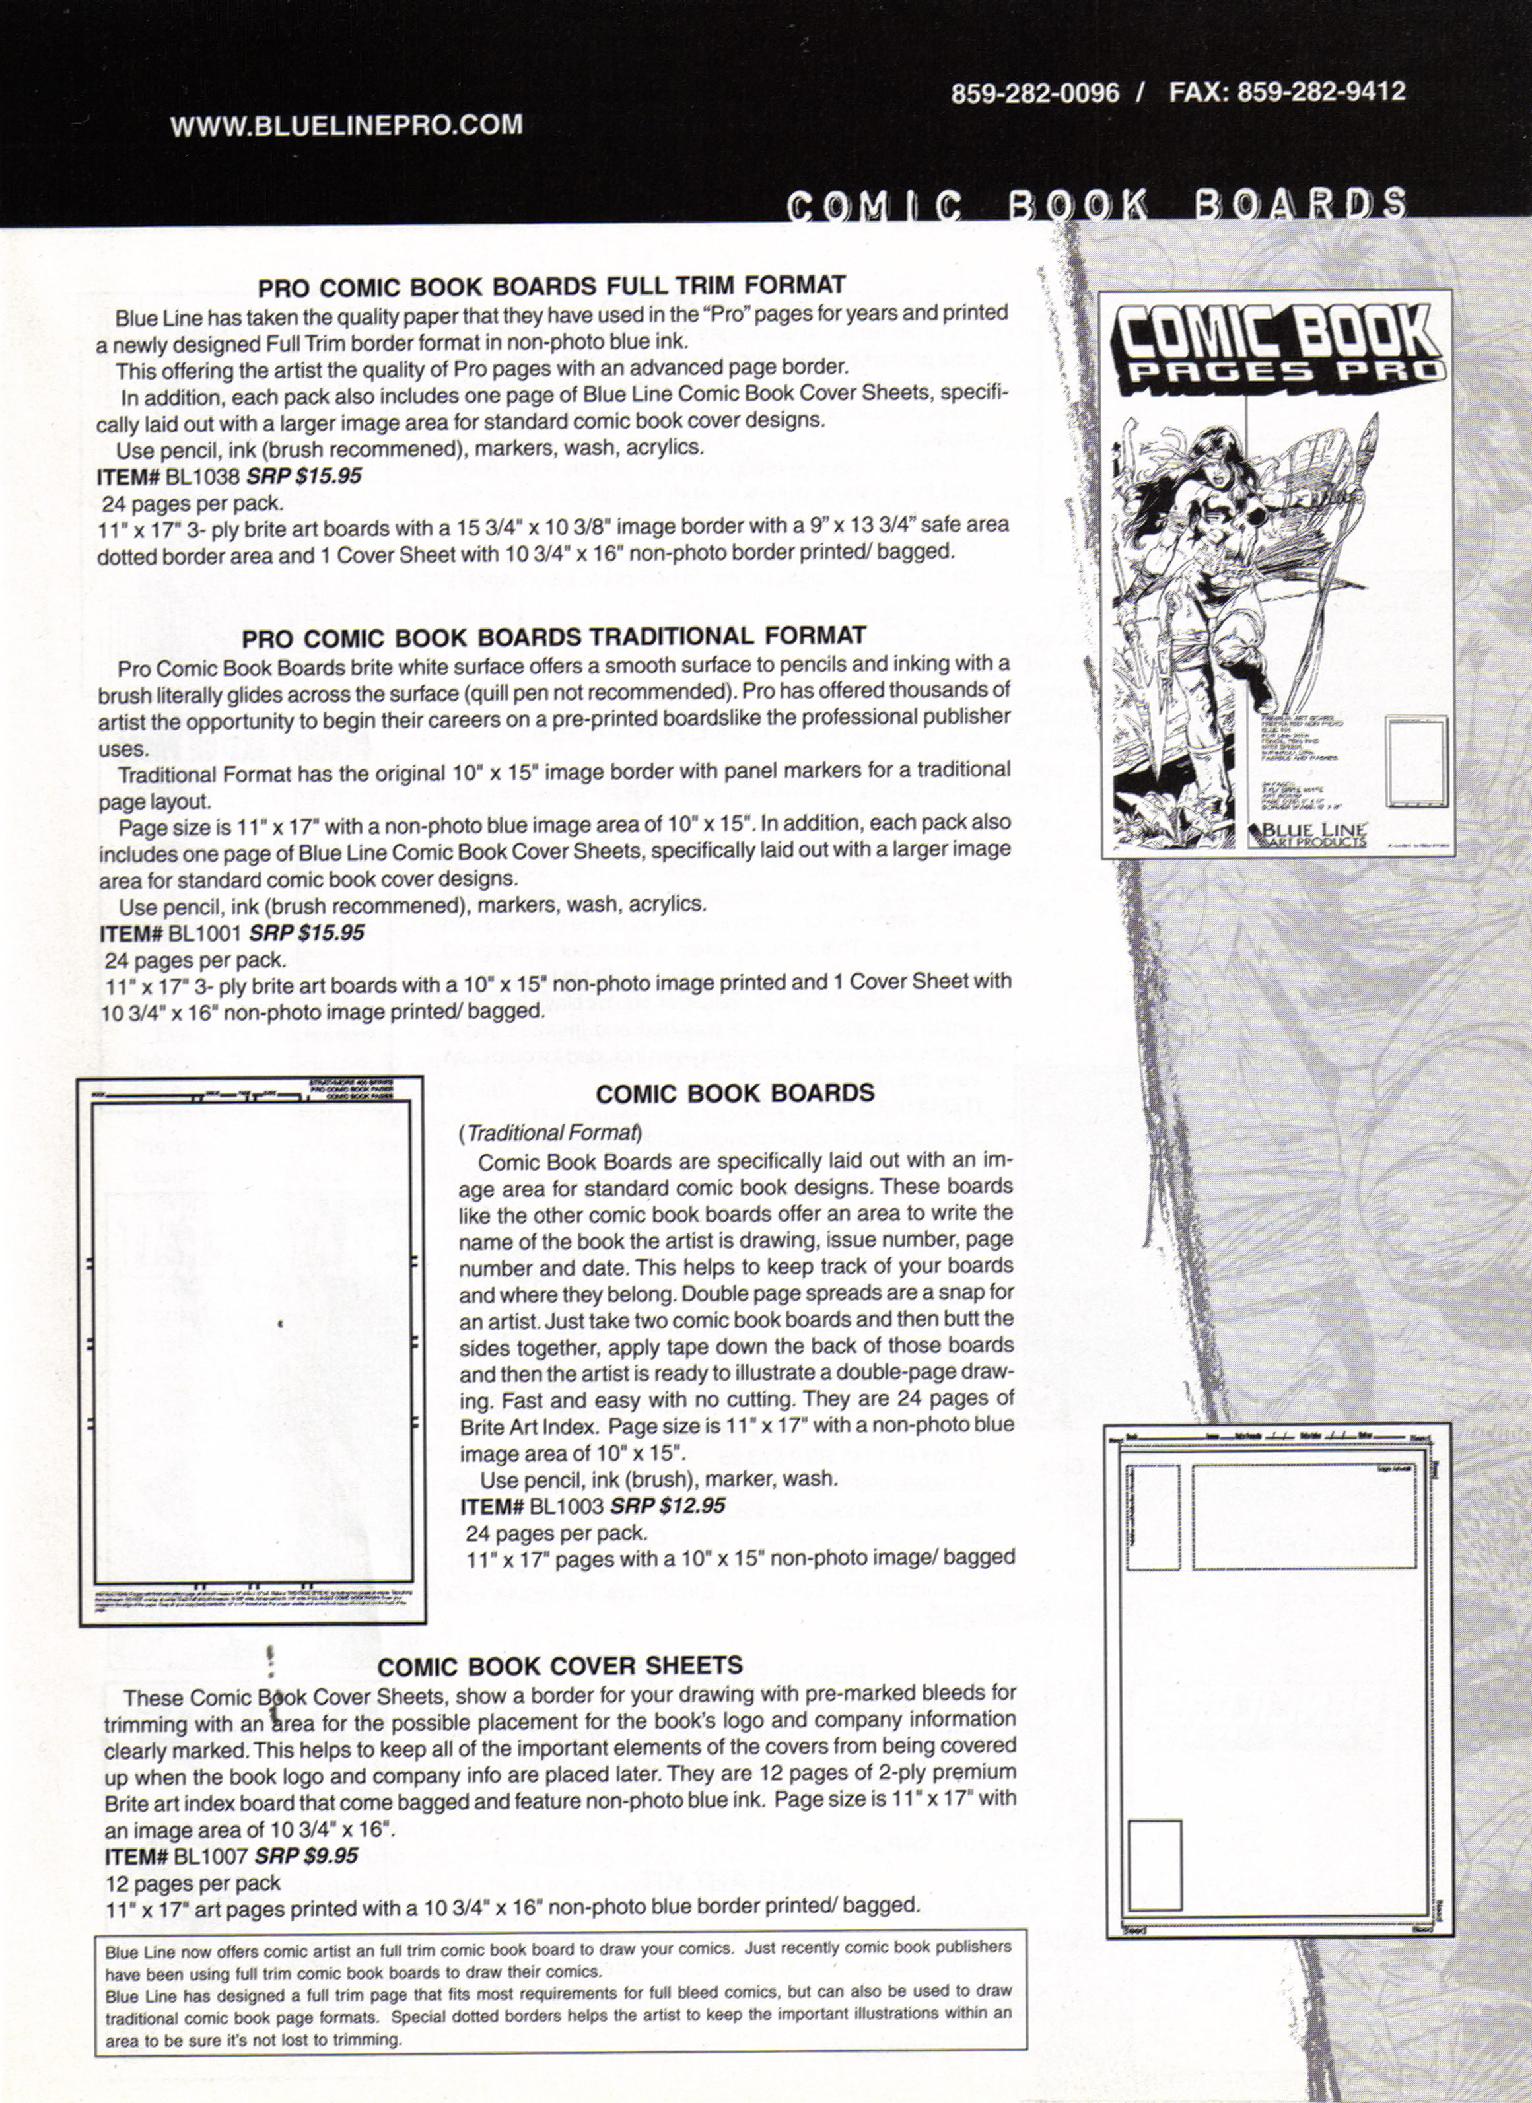 WWW.BLUELINEPRO.COM
859-282-0096 / FAX: 859-282-9412
COMIC BOOK BOARDS
PRO COMIC BOOK BOARDS FULL TRIM FORMAT
Blue Line has taken the quality paper that they have used in the “Pro” pages for years and printed
a newly designed Full Trim border format in non-photo blue ink.
This offering the artist the quality of Pro pages with an advanced page border.
In addition, each pack also includes one page of Blue Line Comic Book Cover Sheets, specifi-
cally laid out with a larger image area for standard comic book cover designs.
Use pencil, ink (brush recommened), markers, wash, acrylics.
ITEM# BL1038 SRP $15.95
24 pages per pack.
11" x 17" 3- ply brite art boards with a 15 3/4" x 10 3/8" image border with a 9” x 13 3/4” safe area
dotted border area and 1 Cover Sheet with 10 3/4" x 16" non-photo border printed/ bagged.
PRO COMIC BOOK BOARDS TRADITIONAL FORMAT
Pro Comic Book Boards brite white surface offers a smooth surface to pencils and inking with a
brush literally glides across the surface (quill pen not recommended). Pro has offered thousands of
artist the opportunity to begin their careers on a pre-printed boardslike the professional publisher
uses.
Traditional Format has the original 10" x 15" image border with panel markers for a traditional
page layout.
Page size is 11" x 17" with a non-photo blue image area of 10" x 15". In addition, each pack also
includes one page of Blue Line Comic Book Cover Sheets, specifically laid out with a larger image
area for standard comic book cover designs.
Use pencil, ink (brush recommened), markers, wash, acrylics.
ITEM# BL1001 SRP $15.95
24 pages per pack.
11" x 17" 3- ply brite art boards with a 10" x 15" non-photo image printed and 1 Cover Sheet with
10 3/4" x 16" non-photo image printed/ bagged.
COMIC BOOK
PAGES PRO
BLUE LINE
ART PRODUCTS
STRATHMORE 400 SERIES
PRO COMIC BOOK PAGES
COMIC BOOK PAGES
COMIC BOOK BOARDS
(Traditional Format)
Comic Book Boards are specifically laid out with an im-
age area for standard comic book designs. These boards
like the other comic book boards offer an area to write the
name of the book the artist is drawing, issue number, page
number and date. This helps to keep track of your boards
and where they belong. Double page spreads are a snap for
an artist. Just take two comic book boards and then butt the
sides together, apply tape down the back of those boards
and then the artist is ready to illustrate a double-page draw-
ing. Fast and easy with no cutting. They are 24 pages of
Brite Art Index. Page size is 11" x 17" with a non-photo blue
image area of 10" x 15".
Use pencil, ink (brush), marker, wash.
ITEM# BL1003 SRP $12.95
24 pages per pack.
11" x 17" pages with a 10" x 15" non-photo image/ bagged
COMIC BOOK COVER SHEETS
These Comic Book Cover Sheets, show a border for your drawing with pre-marked bleeds for
trimming with an area for the possible placement for the book's logo and company information
clearly marked. This helps to keep all of the important elements of the covers from being covered
up when the book logo and company info are placed later. They are 12 pages of 2-ply premium
Brite art index board that come bagged and feature non-photo blue ink. Page size is 11" x 17" with
an image area of 10 3/4" x 16".
ITEM# BL1007 SRP $9.95
12 pages per pack
11" x 17" art pages printed with a 10 3/4" x 16" non-photo blue border printed/ bagged.
Bleed
Bleed
Blue Line now offers comic artist an full trim comic book board to draw your comics. Just recently comic book publishers
have been using full trim comic book boards to draw their comics.
Blue Line has designed a full trim page that fits most requirements for full bleed comics, but can also be used to draw
traditional comic book page formats. Special dotted borders helps the artist to keep the important illustrations within an
area to be sure it's not lost to trimming.